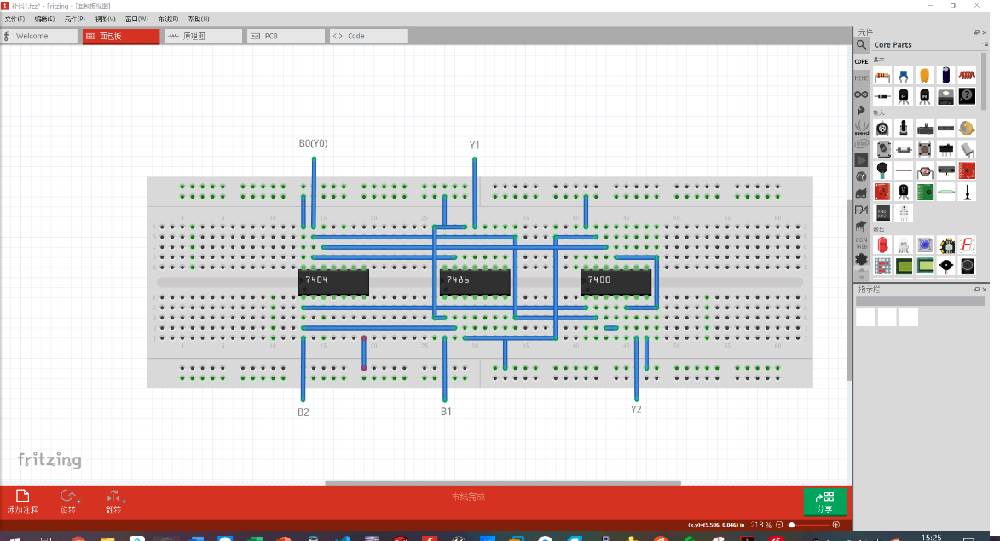 补码1.fzz* - Fritzing - [面包板视图]
文件(F) 编辑(E) 元件(P) 视图(V) 窗口(W) 布线(R) 帮助(H)
Welcome 面包板 原理图 PCB Code
元件
Core Parts
CORE 基本
MINE
输入
输出
CON TRIB
指示栏
B0(Y0) Y1
7404 7486 7400
B2 B1 Y2
fritzing
添加注释 旋转 翻转
布线完成
分享
(x,y)=(5.506, 0.046) in 218 %
15:25